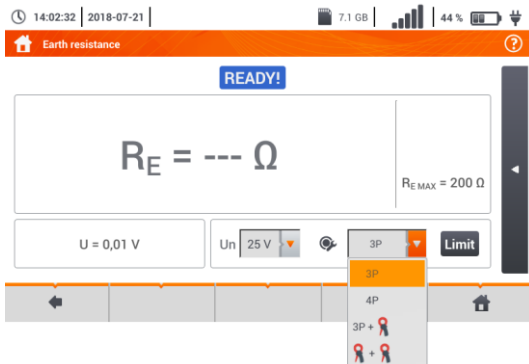 14:02:32 2018-07-21 7.1 GB 44 %
Earth resistance ?
READY!
RE = --- Ω
RE MAX = 200 Ω
U = 0,01 V Un 25 V 3P Limit
3P
4P
3P +
+